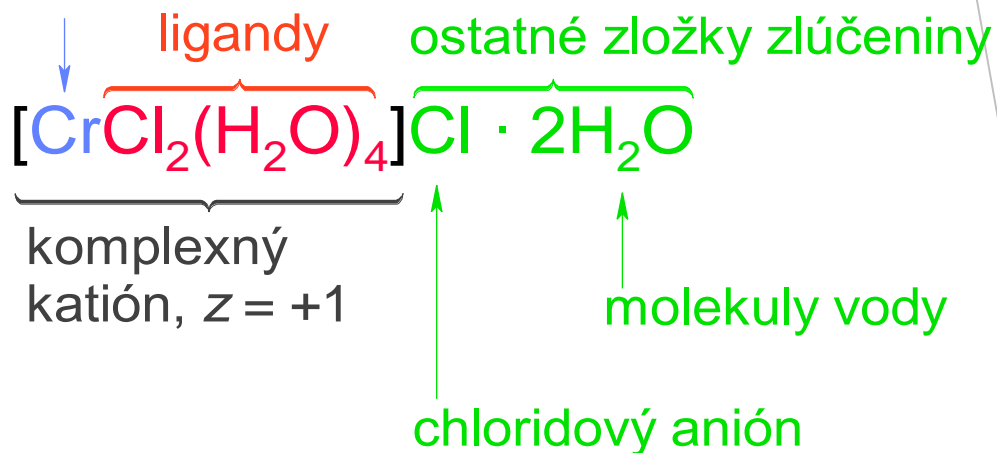 ligandy
ostatné zložky zlúčeniny
[CrCl₂(H₂O)₄]Cl · 2H₂O
komplexný
katión, z = +1
molekuly vody
chloridový anión